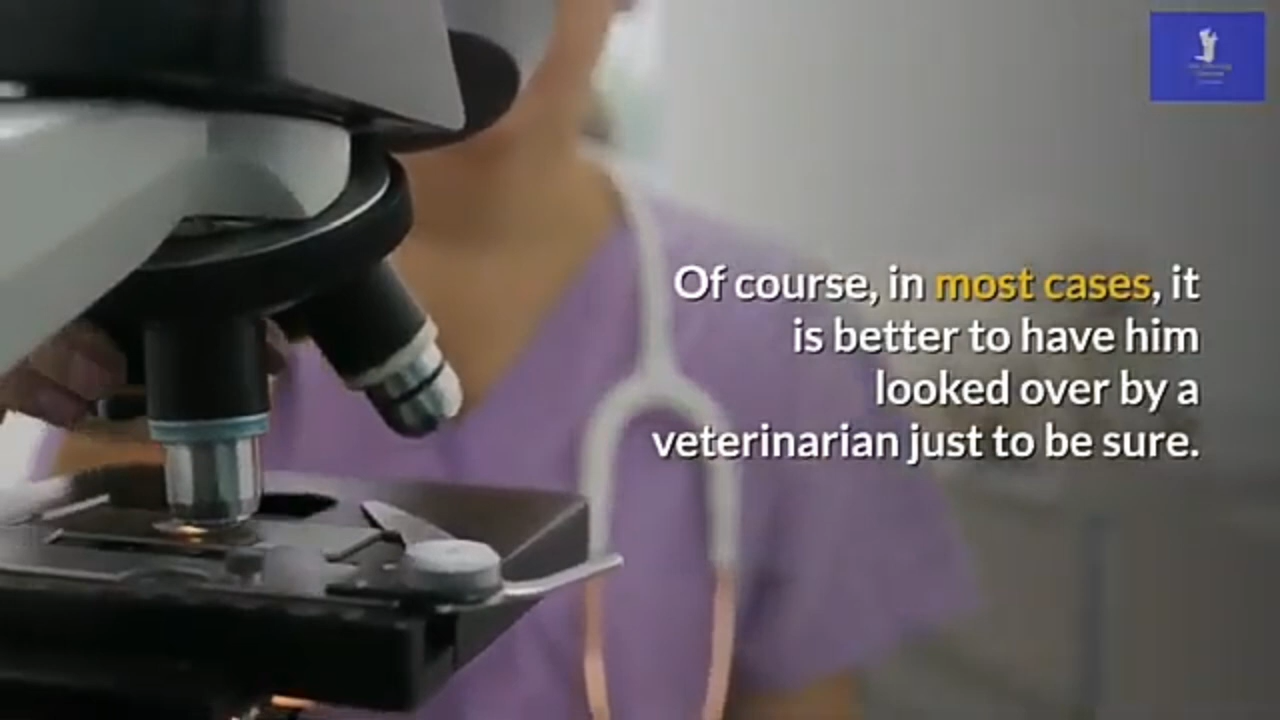 Of course, in most cases, it
is better to have him
looked over by a
veterinarian just to be sure.